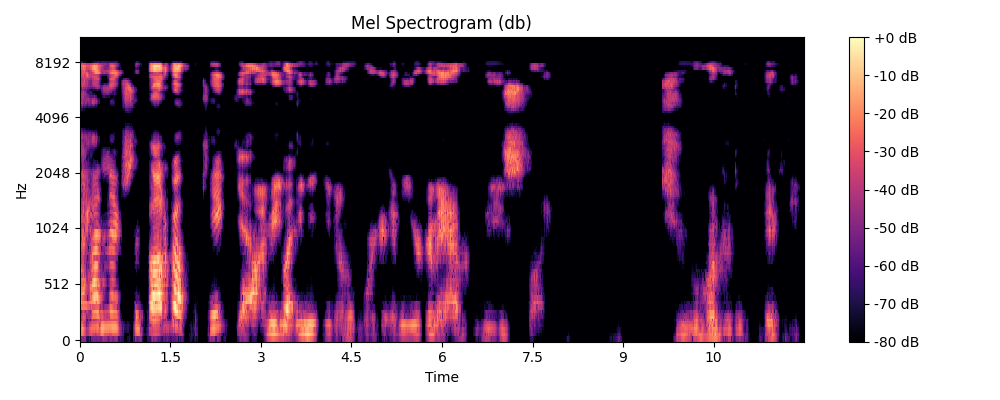 Mel Spectrogram (db)
+0 dB
8192
-10 dB
4096
-20 dB
-30 dB
2048
Hz
-40 dB
1024
-50 dB
-60 dB
512
-70 dB
0
-80 dB
0 1.5 3 4.5 6 7.5 9 10
Time